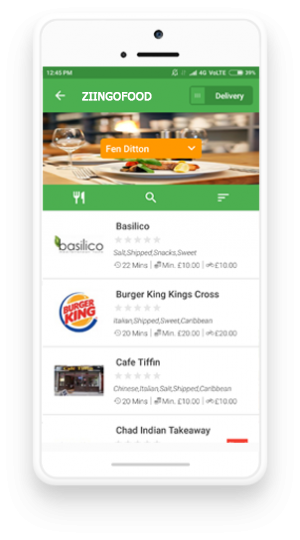 12:45 PM
4G VoLTE 39%
ZIINGOFOOD
Delivery
Fen Ditton
Basilico
basilico
Salt,Shipped,Snacks,Sweet
22 Mins | Min. £10.00 | £10.00
Burger King Kings Cross
BURGER
KING
Italian,Shipped,Sweet,Caribbean
20 Mins | Min. £20.00 | £10.00
Cafe Tiffin
Chinese,Italian,Salt,Shipped,Caribbean
20 Mins | Min. £10.00 | £10.00
Chad Indian Takeaway